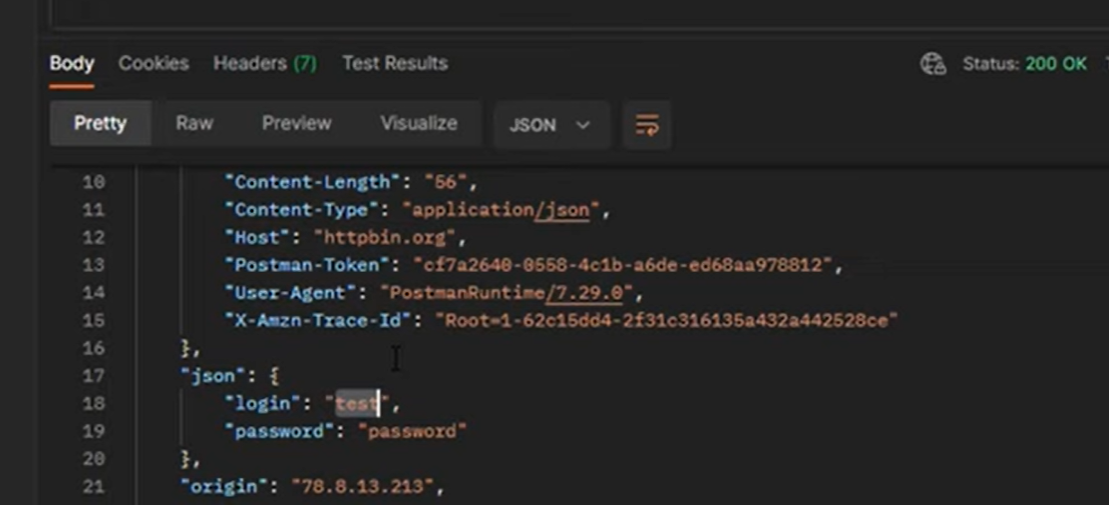 Body Cookies Headers (7) Test Results Status: 200 OK
Pretty Raw Preview Visualize JSON
10 "Content-Length": "56",
11 "Content-Type": "application/json",
12 "Host": "httpbin.org",
13 "Postman-Token": "cf7a2640-0558-4c1b-a6de-ed68aa978812",
14 "User-Agent": "PostmanRuntime/7.29.0",
15 "X-Amzn-Trace-Id": "Root=1-62c15dd4-2f31c316135a432a442528ce"
16 },
17 "json": {
18 "login": "test",
19 "password": "password"
20 },
21 "origin": "78.8.13.213",